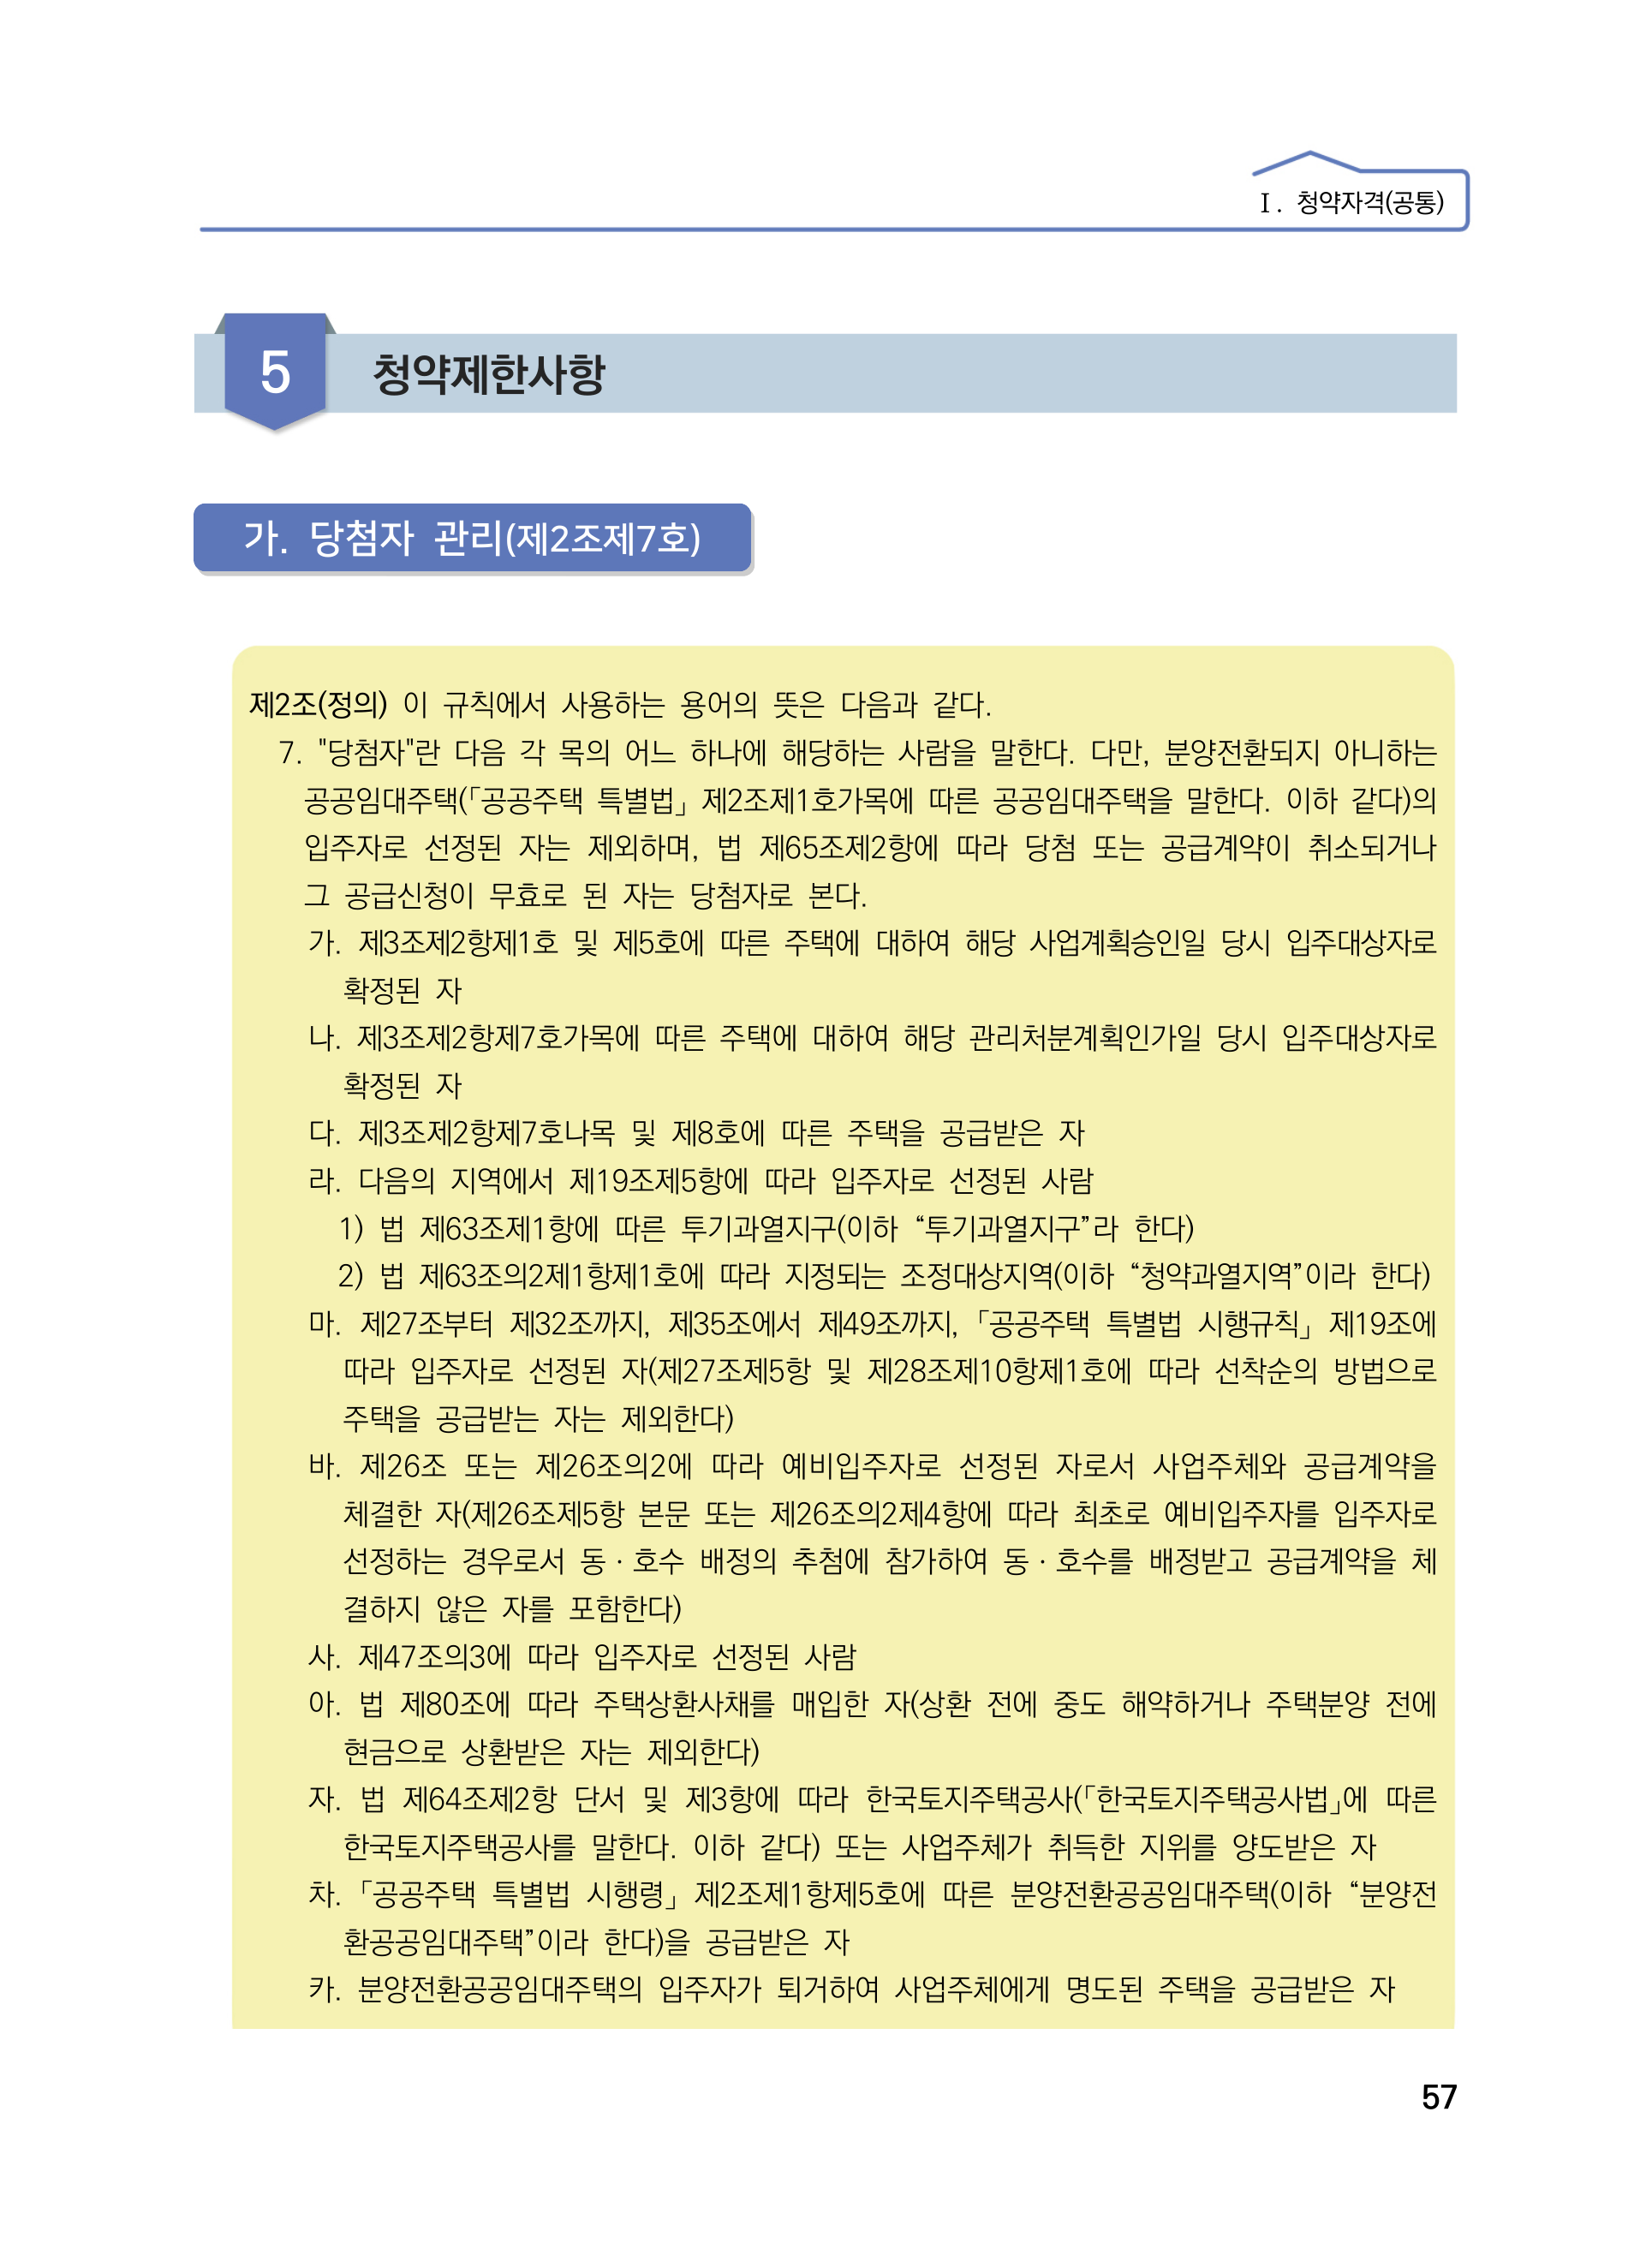 Ⅰ. 청약자격(공통)
5 청약제한사항
가. 당첨자 관리(제2조제7호)
제2조(정의) 이 규칙에서 사용하는 용어의 뜻은 다음과 같다.
7. "당첨자"란 다음 각 목의 어느 하나에 해당하는 사람을 말한다. 다만, 분양전환되지 아니하는
공공임대주택(「공공주택 특별법」 제2조제1호가목에 따른 공공임대주택을 말한다. 이하 같다)의
입주자로 선정된 자는 제외하며, 법 제65조제2항에 따라 당첨 또는 공급계약이 취소되거나
그 공급신청이 무효로 된 자는 당첨자로 본다.
가. 제3조제2항제1호 및 제5호에 따른 주택에 대하여 해당 사업계획승인일 당시 입주대상자로
확정된 자
나. 제3조제2항제7호가목에 따른 주택에 대하여 해당 관리처분계획인가일 당시 입주대상자로
확정된 자
다. 제3조제2항제7호나목 및 제8호에 따른 주택을 공급받은 자
라. 다음의 지역에서 제19조제5항에 따라 입주자로 선정된 사람
1) 법 제63조제1항에 따른 투기과열지구(이하 “투기과열지구”라 한다)
2) 법 제63조의2제1항제1호에 따라 지정되는 조정대상지역(이하 “청약과열지역”이라 한다)
마. 제27조부터 제32조까지, 제35조에서 제49조까지, 「공공주택 특별법 시행규칙」 제19조에
따라 입주자로 선정된 자(제27조제5항 및 제28조제10항제1호에 따라 선착순의 방법으로
주택을 공급받는 자는 제외한다)
바. 제26조 또는 제26조의2에 따라 예비입주자로 선정된 자로서 사업주체와 공급계약을
체결한 자(제26조제5항 본문 또는 제26조의2제4항에 따라 최초로 예비입주자를 입주자로
선정하는 경우로서 동·호수 배정의 추첨에 참가하여 동·호수를 배정받고 공급계약을 체
결하지 않은 자를 포함한다)
사. 제47조의3에 따라 입주자로 선정된 사람
아. 법 제80조에 따라 주택상환사채를 매입한 자(상환 전에 중도 해약하거나 주택분양 전에
현금으로 상환받은 자는 제외한다)
자. 법 제64조제2항 단서 및 제3항에 따라 한국토지주택공사(「한국토지주택공사법」에 따른
한국토지주택공사를 말한다. 이하 같다) 또는 사업주체가 취득한 지위를 양도받은 자
차. 「공공주택 특별법 시행령」 제2조제1항제5호에 따른 분양전환공공임대주택(이하 “분양전
환공공임대주택”이라 한다)을 공급받은 자
카. 분양전환공공임대주택의 입주자가 퇴거하여 사업주체에게 명도된 주택을 공급받은 자
57